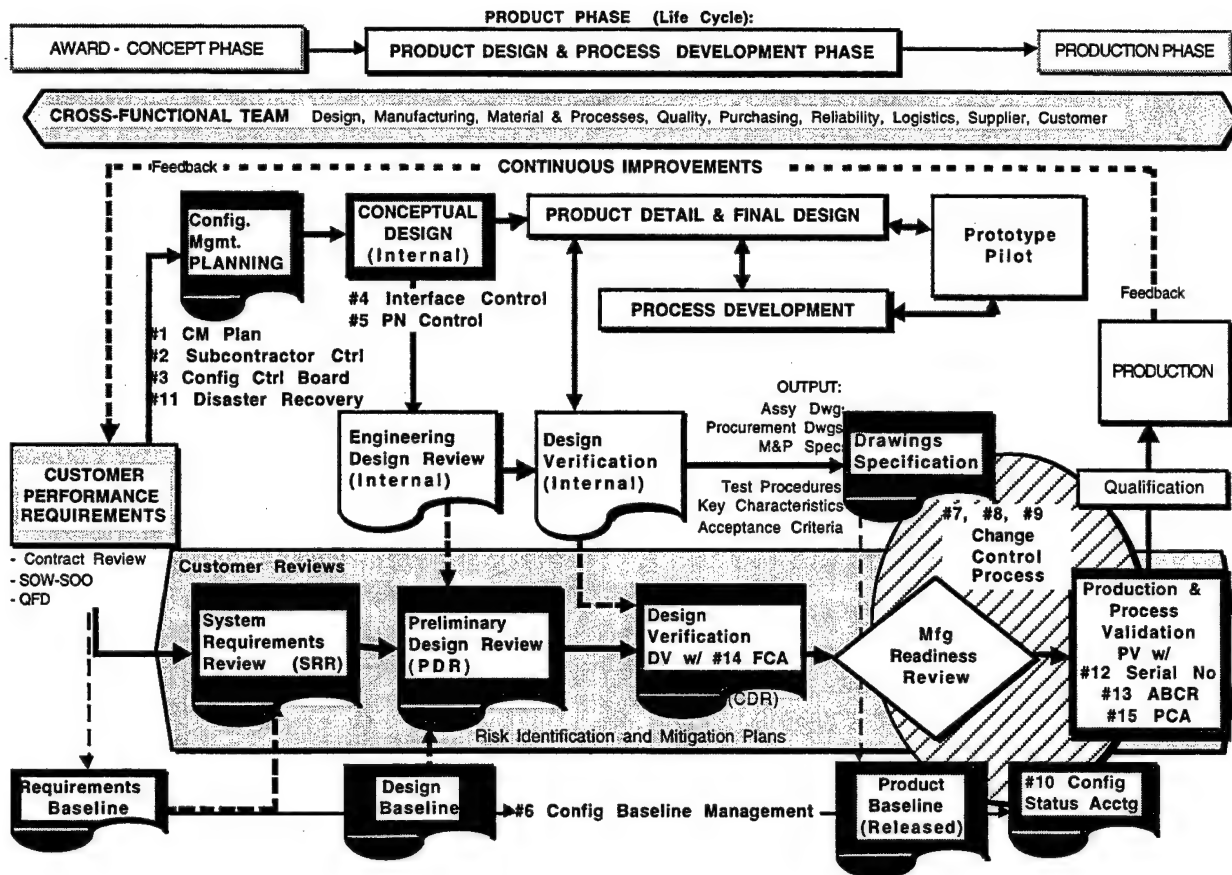 PRODUCT PHASE (Life Cycle):
AWARD - CONCEPT PHASE
PRODUCT DESIGN & PROCESS DEVELOPMENT PHASE
PRODUCTION PHASE
CROSS-FUNCTIONAL TEAM Design, Manufacturing, Material & Processes, Quality, Purchasing, Reliability, Logistics, Supplier, Customer
Feedback
CONTINUOUS IMPROVEMENTS
Config.
Mgmt.
PLANNING
CONCEPTUAL
DESIGN
(Internal)
PRODUCT DETAIL & FINAL DESIGN
Prototype
Pilot
PROCESS DEVELOPMENT
Feedback
#4 Interface Control
#5 PN Control
#1 CM Plan
#2 Subcontractor Ctrl
#3 Config Ctrl Board
#11 Disaster Recovery
PRODUCTION
OUTPUT:
Assy Dwg
Procurement Dwgs
M&P Spec
Test Procedures
Key Characteristics
Acceptance Criteria
Engineering
Design Review
(Internal)
Design
Verification
(Internal)
Drawings
Specification
CUSTOMER
PERFORMANCE
REQUIREMENTS
Qualification
- Contract Review
- SOW-SOO
- QFD
#7, #8, #9
Change
Control
Process
Customer Reviews
System
Requirements
Review (SRR)
Preliminary
Design Review
(PDR)
Design
Verification
DV w/ #14 FCA
(CDR)
Mfg
Readiness
Review
Production &
Process
Validation
PV w/
#12 Serial No
#13 ABCR
#15 PCA
Risk Identification and Mitigation Plans
Requirements
Baseline
Design
Baseline
#6 Config Baseline Management
Product
Baseline
(Released)
#10 Config
Status Acctg